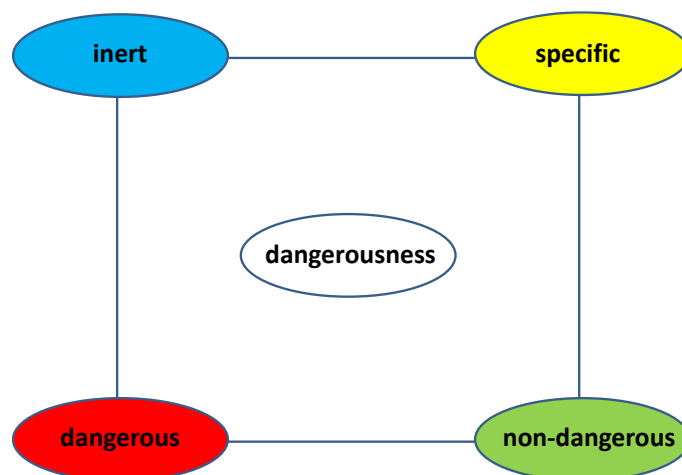 inert
specific
dangerousness
dangerous
non-dangerous